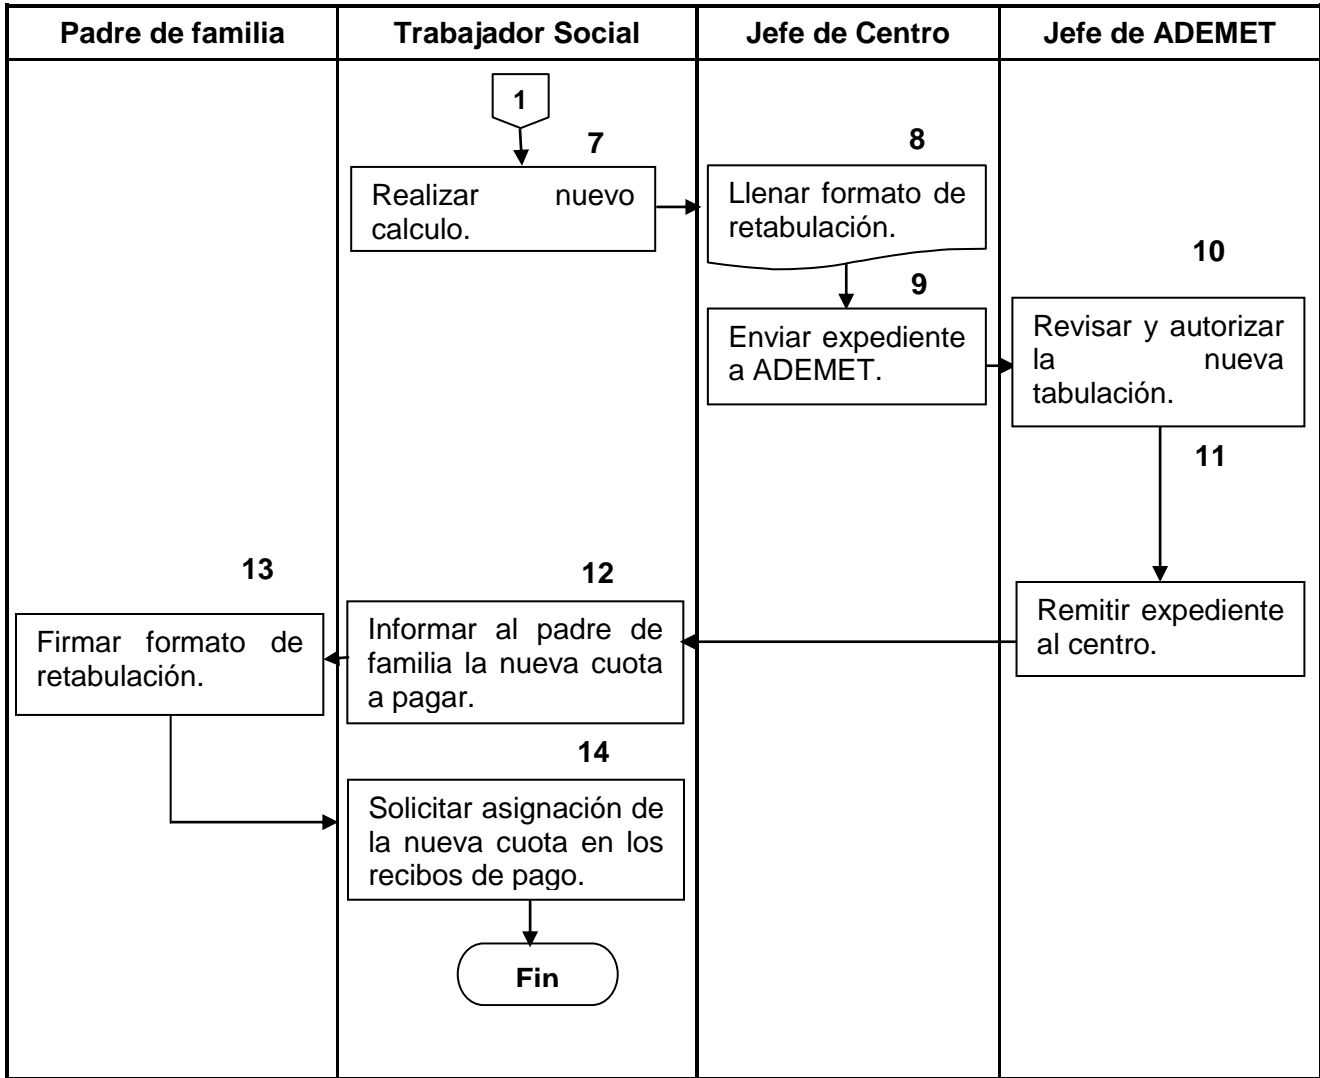 Padre de familia
Trabajador Social
Jefe de Centro
Jefe de ADEMET
1
7
Realizar nuevo
calculo.
8
Llenar formato de
retabulación.
9
Enviar expediente
a ADEMET.
10
Revisar y autorizar
la nueva
tabulación.
11
Remitir expediente
al centro.
12
Informar al padre de
familia la nueva cuota
a pagar.
13
Firmar formato de
retabulación.
14
Solicitar asignación de
la nueva cuota en los
recibos de pago.
Fin